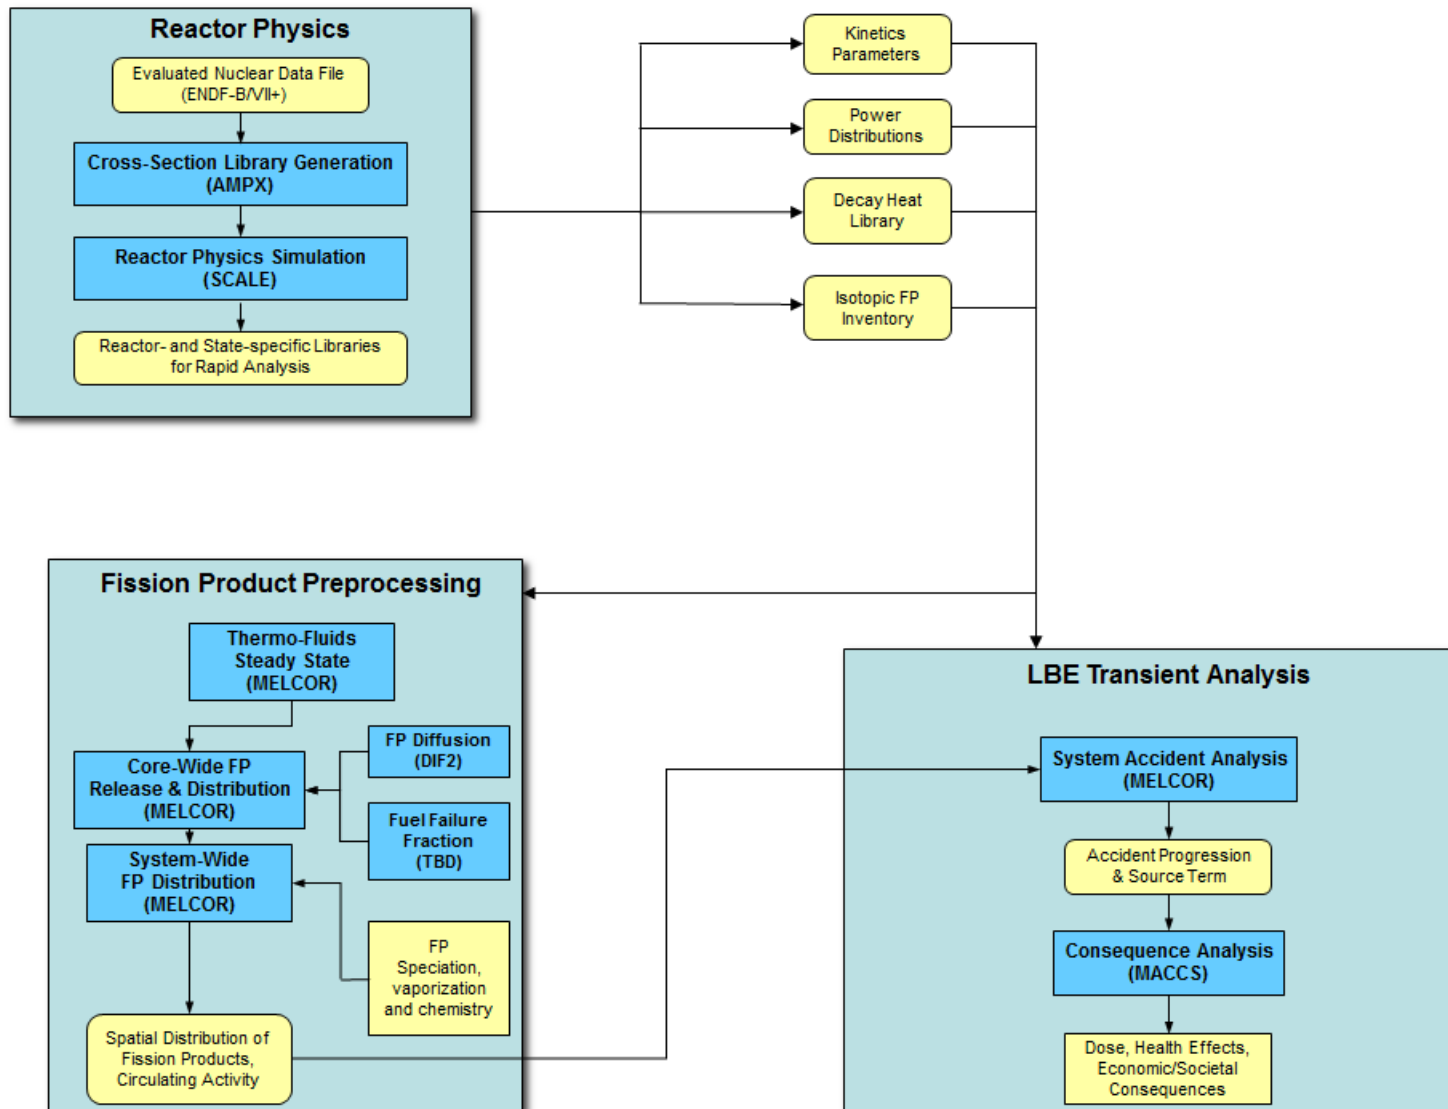 Reactor Physics
Evaluated Nuclear Data File
(ENDF-B/VII+)
Cross-Section Library Generation
(AMPX)
Reactor Physics Simulation
(SCALE)
Reactor- and State-specific Libraries
for Rapid Analysis
Kinetics
Parameters
Power
Distributions
Decay Heat
Library
Isotopic FP
Inventory
Fission Product Preprocessing
Thermo-Fluids
Steady State
(MELCOR)
Core-Wide FP
Release & Distribution
(MELCOR)
FP Diffusion
(DIF2)
Fuel Failure
Fraction
(TBD)
System-Wide
FP Distribution
(MELCOR)
FP
Speciation,
vaporization
and chemistry
Spatial Distribution of
Fission Products,
Circulating Activity
LBE Transient Analysis
System Accident Analysis
(MELCOR)
Accident Progression
& Source Term
Consequence Analysis
(MACCS)
Dose, Health Effects,
Economic/Societal
Consequences